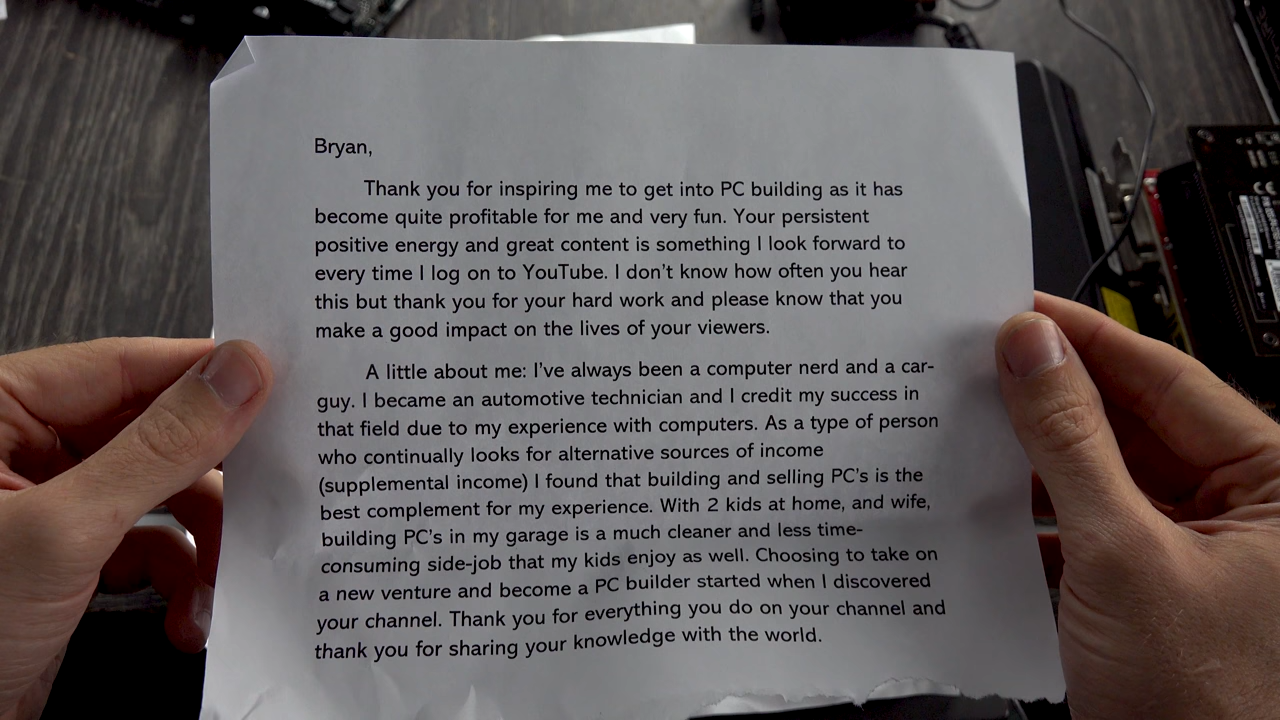 Bryan,
Thank you for inspiring me to get into PC building as it has
become quite profitable for me and very fun. Your persistent
positive energy and great content is something I look forward to
every time I log on to YouTube. I don't know how often you hear
this but thank you for your hard work and please know that you
make a good impact on the lives of your viewers.
A little about me: I've always been a computer nerd and a car-
guy. I became an automotive technician and I credit my success in
that field due to my experience with computers. As a type of person
who continually looks for alternative sources of income
(supplemental income) I found that building and selling PC's is the
best complement for my experience. With 2 kids at home, and wife,
building PC's in my garage is a much cleaner and less time-
consuming side-job that my kids enjoy as well. Choosing to take on
a new venture and become a PC builder started when I discovered
your channel. Thank you for everything you do on your channel and
thank you for sharing your knowledge with the world.